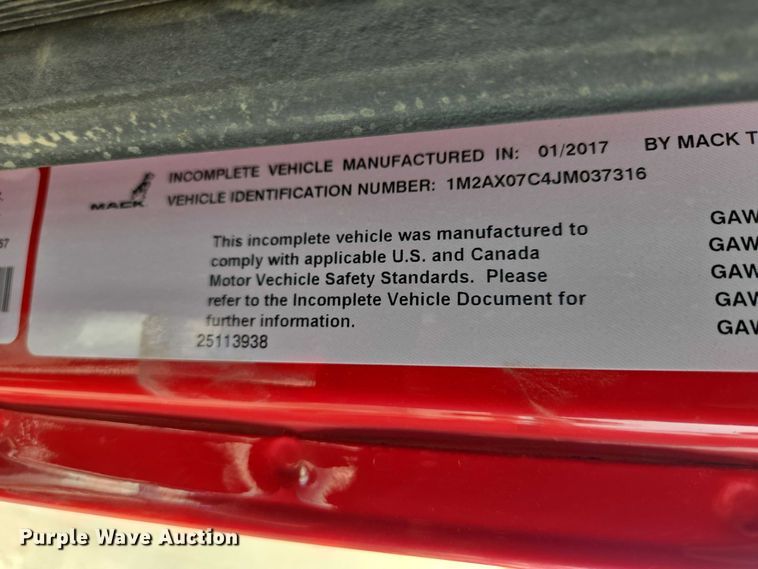 INCOMPLETE VEHICLE MANUFACTURED IN: 01/2017 BY MACK
MACK
VEHICLE IDENTIFICATION NUMBER: 1M2AX07C4JM037316
57
This incomplete vehicle was manufactured to
comply with applicable U.S. and Canada
Motor Vechicle Safety Standards. Please
refer to the Incomplete Vehicle Document for
further information.
25113938
GAW
GAW
GAW
GAW
GAW
Purple Wave Auction